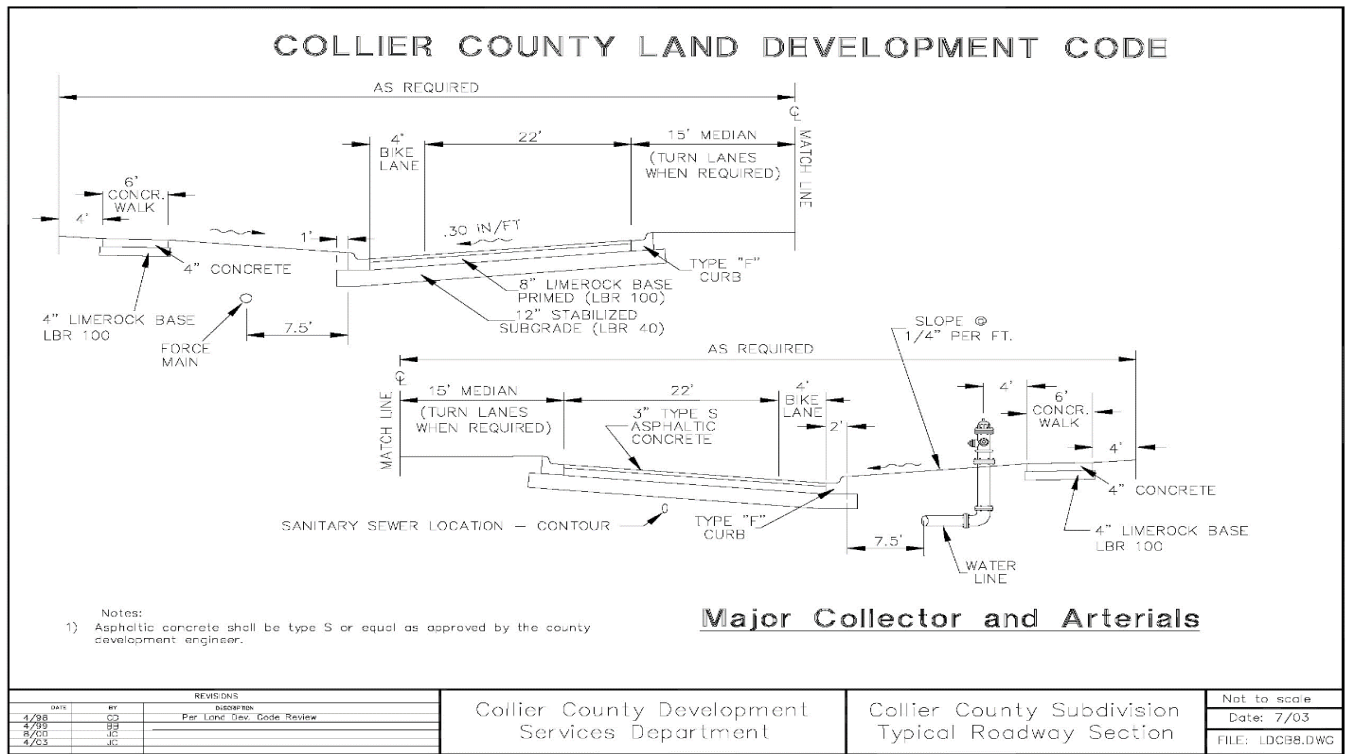 COLLIER COUNTY LAND DEVELOPMENT CODE
AS REQUIRED
℄
MATCH LINE
4'
BIKE
LANE
22'
15' MEDIAN
(TURN LANES
WHEN REQUIRED)
6'
CONCR.
WALK
4'
1'
.30 IN/FT
4" CONCRETE
TYPE "F"
CURB
8" LIMEROCK BASE
PRIMED (LBR 100)
12" STABILIZED
SUBGRADE (LBR 40)
4" LIMEROCK BASE
LBR 100
7.5'
FORCE
MAIN
SLOPE @
1/4" PER FT.
AS REQUIRED
℄
MATCH LINE
15' MEDIAN
(TURN LANES
WHEN REQUIRED)
22'
4'
BIKE
LANE
3" TYPE S
ASPHALTIC
CONCRETE
2'
4'
6'
CONCR.
WALK
4'
4" CONCRETE
SANITARY SEWER LOCATION – CONTOUR
TYPE "F"
CURB
7.5'
4" LIMEROCK BASE
LBR 100
WATER
LINE
Notes:
1) Asphaltic concrete shall be type S or equal as approved by the county
development engineer.
Major Collector and Arterials
REVISIONS
DATE BY DESCRIPTION
4/98 CD Per Land Dev. Code Review
4/99 BB
8/00 JC
4/03 JC
Collier County Development
Services Department
Collier County Subdivision
Typical Roadway Section
Not to scale
Date: 7/03
FILE: LDCB8.DWG